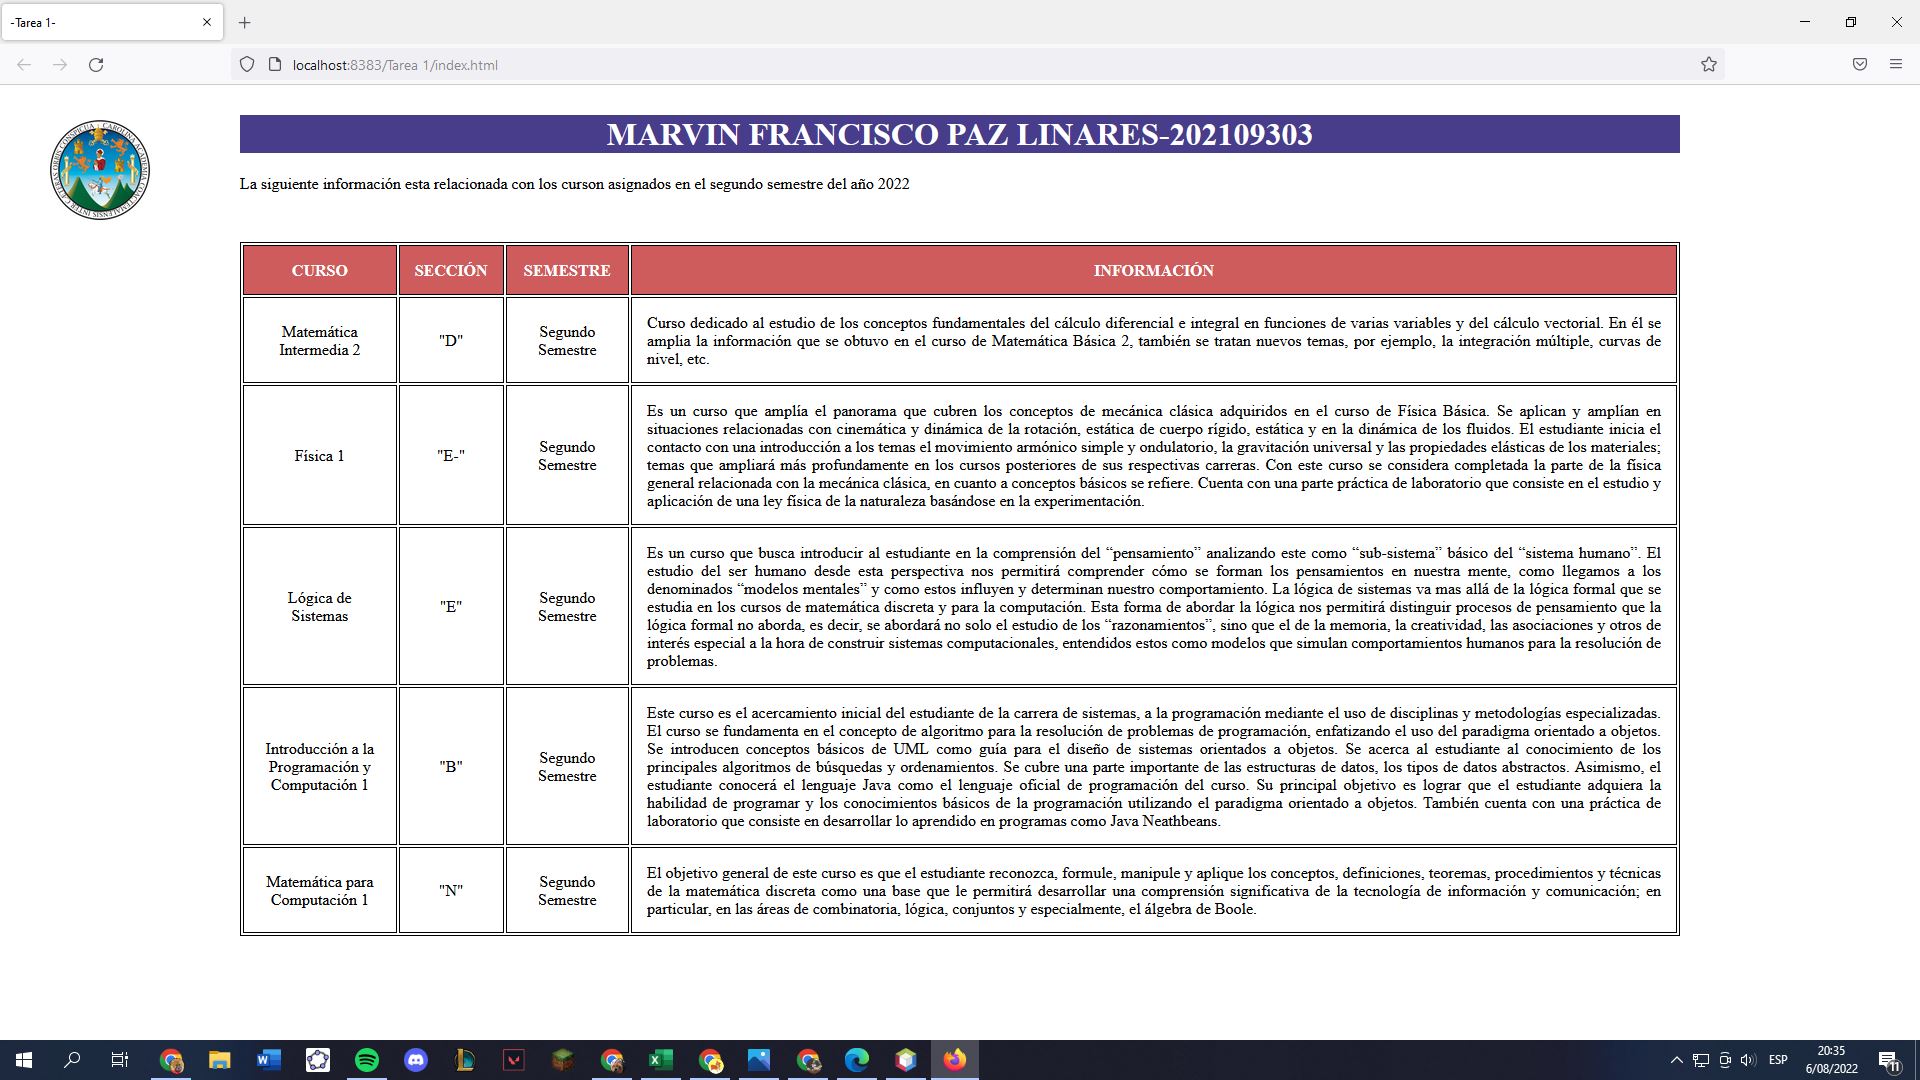 -Tarea 1-
localhost:8383/Tarea 1/index.html
MARVIN FRANCISCO PAZ LINARES-202109303
La siguiente información esta relacionada con los curson asignados en el segundo semestre del año 2022
CURSO SECCIÓN SEMESTRE INFORMACIÓN
Matemática
Intermedia 2
"D"
Segundo
Semestre
Curso dedicado al estudio de los conceptos fundamentales del cálculo diferencial e integral en funciones de varias variables y del cálculo vectorial. En él se
amplia la información que se obtuvo en el curso de Matemática Básica 2, también se tratan nuevos temas, por ejemplo, la integración múltiple, curvas de
nivel, etc.
Física 1
"E-"
Segundo
Semestre
Es un curso que amplía el panorama que cubren los conceptos de mecánica clásica adquiridos en el curso de Física Básica. Se aplican y amplían en
situaciones relacionadas con cinemática y dinámica de la rotación, estática de cuerpo rígido, estática y en la dinámica de los fluidos. El estudiante inicia el
contacto con una introducción a los temas el movimiento armónico simple y ondulatorio, la gravitación universal y las propiedades elásticas de los materiales;
temas que ampliará más profundamente en los cursos posteriores de sus respectivas carreras. Con este curso se considera completada la parte de la física
general relacionada con la mecánica clásica, en cuanto a conceptos básicos se refiere. Cuenta con una parte práctica de laboratorio que consiste en el estudio y
aplicación de una ley física de la naturaleza basándose en la experimentación.
Lógica de
Sistemas
"E"
Segundo
Semestre
Es un curso que busca introducir al estudiante en la comprensión del “pensamiento” analizando este como “sub-sistema” básico del “sistema humano”. El
estudio del ser humano desde esta perspectiva nos permitirá comprender cómo se forman los pensamientos en nuestra mente, como llegamos a los
denominados “modelos mentales” y como estos influyen y determinan nuestro comportamiento. La lógica de sistemas va mas allá de la lógica formal que se
estudia en los cursos de matemática discreta y para la computación. Esta forma de abordar la lógica nos permitirá distinguir procesos de pensamiento que la
lógica formal no aborda, es decir, se abordará no solo el estudio de los “razonamientos”, sino que el de la memoria, la creatividad, las asociaciones y otros de
interés especial a la hora de construir sistemas computacionales, entendidos estos como modelos que simulan comportamientos humanos para la resolución de
problemas.
Introducción a la
Programación y
Computación 1
"B"
Segundo
Semestre
Este curso es el acercamiento inicial del estudiante de la carrera de sistemas, a la programación mediante el uso de disciplinas y metodologías especializadas.
El curso se fundamenta en el concepto de algoritmo para la resolución de problemas de programación, enfatizando el uso del paradigma orientado a objetos.
Se introducen conceptos básicos de UML como guía para el diseño de sistemas orientados a objetos. Se acerca al estudiante al conocimiento de los
principales algoritmos de búsquedas y ordenamientos. Se cubre una parte importante de las estructuras de datos, los tipos de datos abstractos. Asimismo, el
estudiante conocerá el lenguaje Java como el lenguaje oficial de programación del curso. Su principal objetivo es lograr que el estudiante adquiera la
habilidad de programar y los conocimientos básicos de la programación utilizando el paradigma orientado a objetos. También cuenta con una práctica de
laboratorio que consiste en desarrollar lo aprendido en programas como Java Neathbeans.
Matemática para
Computación 1
"N"
Segundo
Semestre
El objetivo general de este curso es que el estudiante reconozca, formule, manipule y aplique los conceptos, definiciones, teoremas, procedimientos y técnicas
de la matemática discreta como una base que le permitirá desarrollar una comprensión significativa de la tecnología de información y comunicación; en
particular, en las áreas de combinatoria, lógica, conjuntos y especialmente, el álgebra de Boole.
ESP
20:35
6/08/2022
11